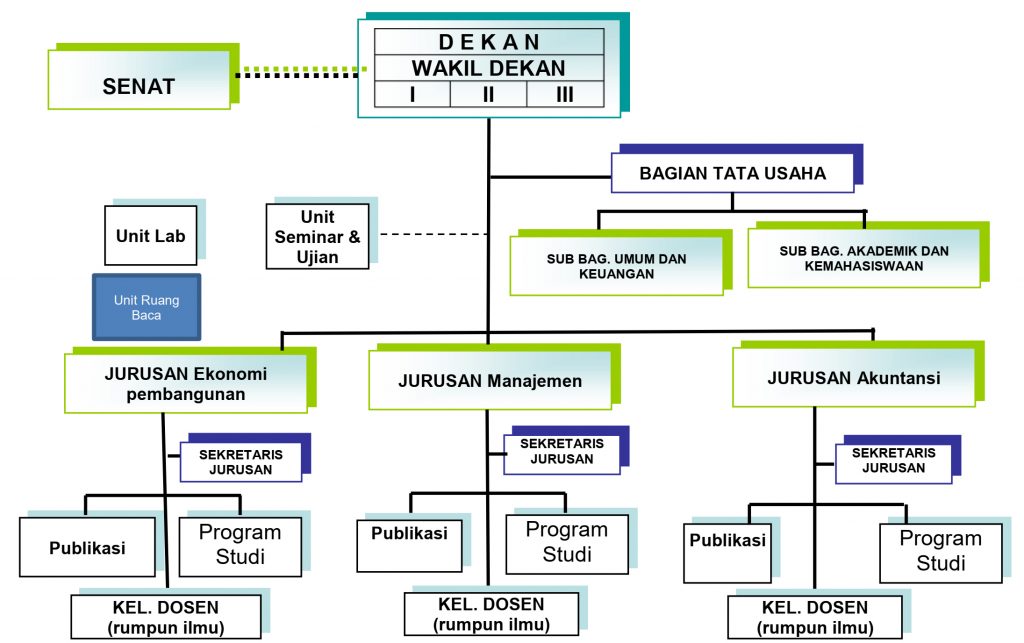 D E K A N
WAKIL DEKAN
I II III
SENAT
BAGIAN TATA USAHA
Unit Lab
Unit
Seminar &
Ujian
SUB BAG. UMUM DAN
KEUANGAN
SUB BAG. AKADEMIK DAN
KEMAHASISWAAN
Unit Ruang
Baca
JURUSAN Ekonomi
pembangunan
JURUSAN Manajemen
JURUSAN Akuntansi
SEKRETARIS
JURUSAN
SEKRETARIS
JURUSAN
SEKRETARIS
JURUSAN
Publikasi
Program
Studi
Publikasi
Program
Studi
Publikasi
Program
Studi
KEL. DOSEN
(rumpun ilmu)
KEL. DOSEN
(rumpun ilmu)
KEL. DOSEN
(rumpun ilmu)